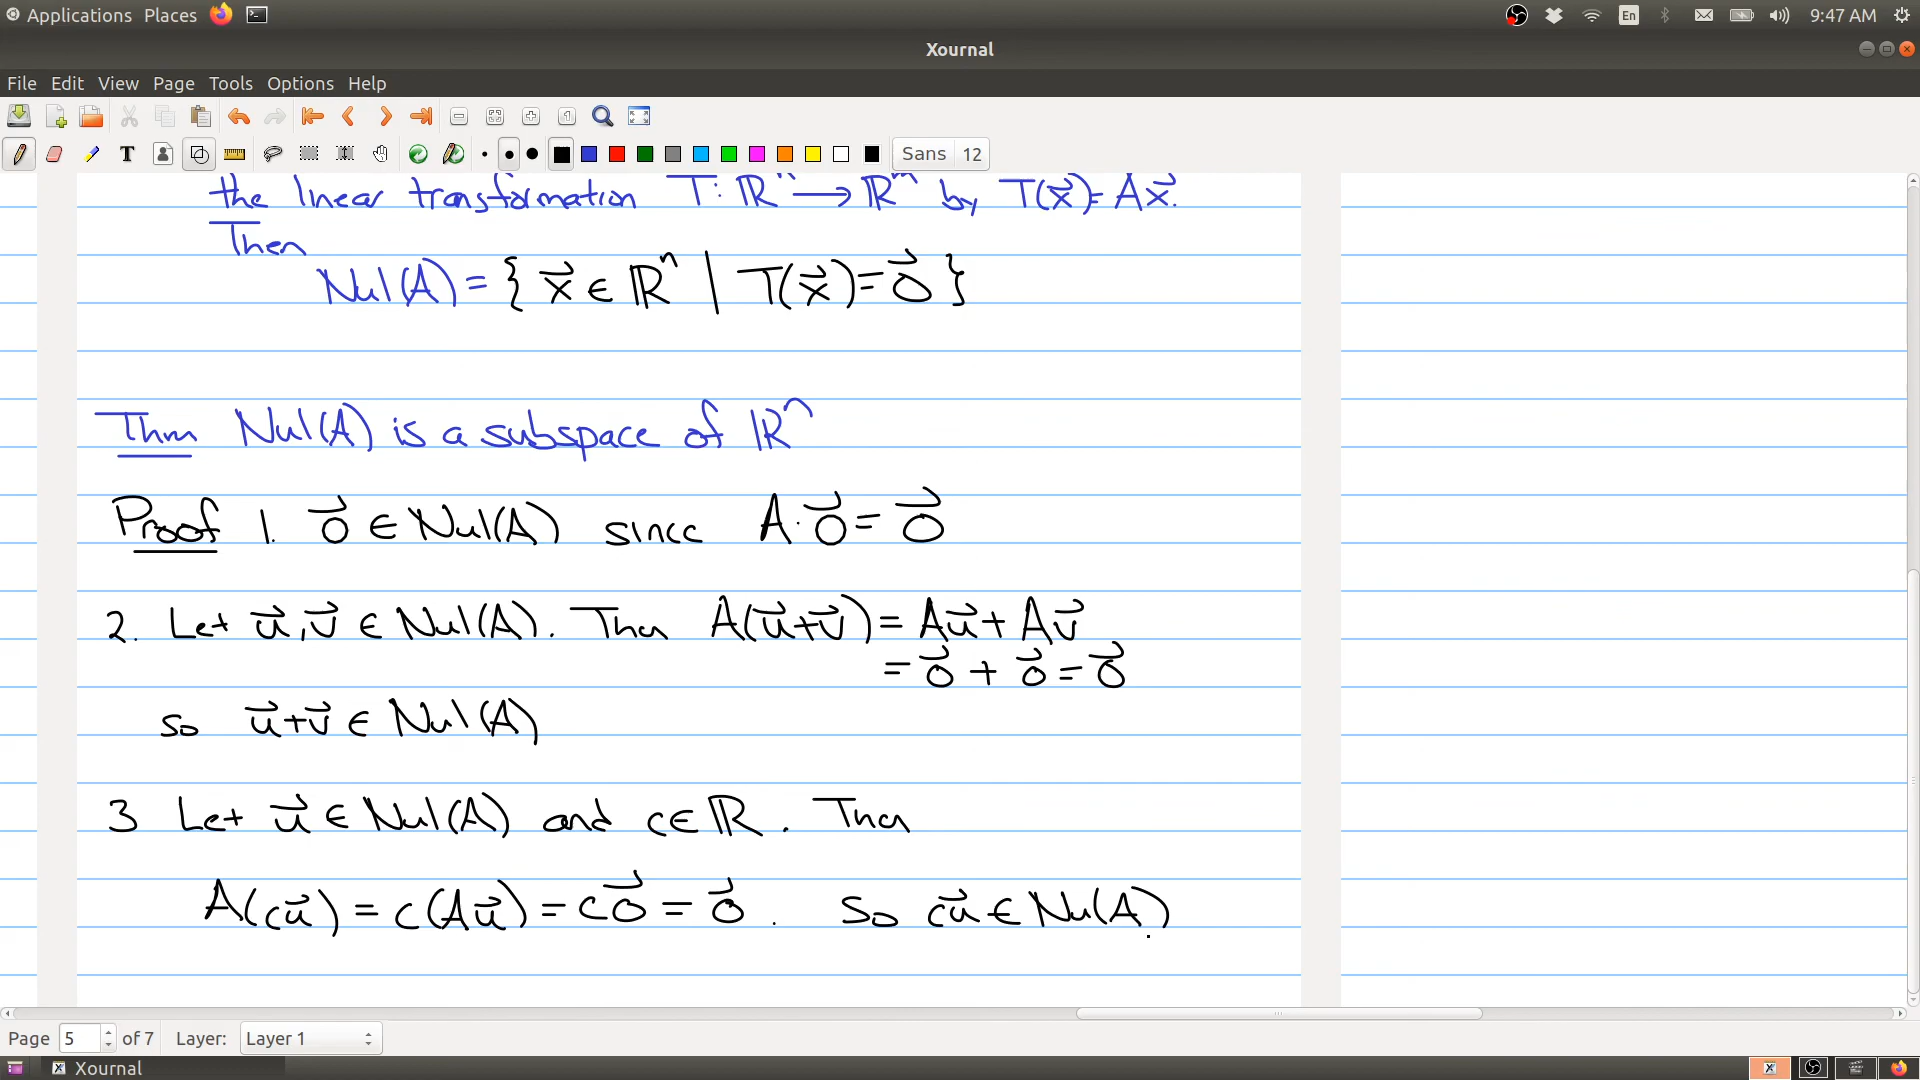 Applications Places En 9:47 AM
Xournal
File Edit View Page Tools Options Help
T Sans 12
the linear transformation T: ℝⁿ ⟶ ℝᵐ by T(x⃗)= Ax⃗.
Then
Nul(A) = { x⃗ ∈ ℝⁿ | T(x⃗)=0⃗ }
Thm Nul(A) is a subspace of ℝⁿ
Proof 1. 0⃗ ∈ Nul(A) since A·0⃗ = 0⃗
2. Let u⃗,v⃗ ∈ Nul(A). Then A(u⃗+v⃗) = Au⃗ + Av⃗
= 0⃗ + 0⃗ = 0⃗
so u⃗+v⃗ ∈ Nul(A)
3 Let u⃗ ∈ Nul(A) and c∈ℝ. Then
A(cu⃗) = c(Au⃗) = c0⃗ = 0⃗. So cu⃗ ∈ Nul(A).
Page 5 of 7 Layer: Layer 1
Xournal